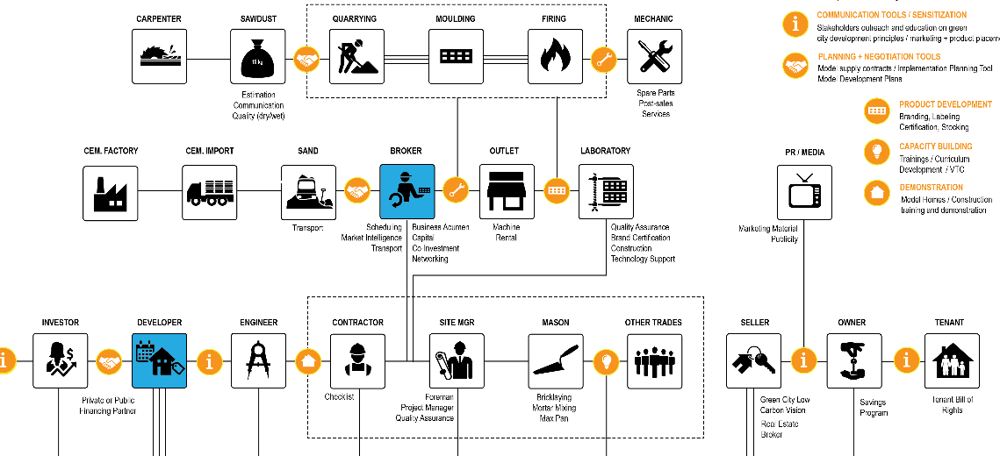 CARPENTER
SAWDUST
QUARRYING
MOULDING
FIRING
MECHANIC
15 kg
Estimation
Communication
Quality (dry/wet)
Spare Parts
Post-sales
Services
COMMUNICATION TOOLS / SENSITIZATION
Stakeholders outreach and education on green
city development principles / marketing + product placem
PLANNING + NEGOTIATION TOOLS
Model supply contracts / Implementation Planning Tool
Model Development Plans
PRODUCT DEVELOPMENT
Branding, Labeling
Certification, Stocking
CAPACITY BUILDING
Trainings / Curriculum
Development / VTC
DEMONSTRATION
Model Homes / Construction
training and demonstration
CEM. FACTORY
CEM. IMPORT
SAND
BROKER
OUTLET
LABORATORY
PR / MEDIA
Transport
Scheduling
Market Intelligence
Transport
Business Acumen
Capital
Co Investment
Networking
Machine
Rental
Quality Assurance
Brand Certification
Construction
Technology Support
Marketing Material
Publicity
INVESTOR
DEVELOPER
ENGINEER
CONTRACTOR
SITE MGR
MASON
OTHER TRADES
SELLER
OWNER
TENANT
Private or Public
Financing Partner
Checklist
Foreman
Project Manager
Quality Assurance
Bricklaying
Mortar Mixing
Max Pan
Green City Low
Carbon Vision
Real Estate
Broker
Savings
Program
Tenant Bill of
Rights